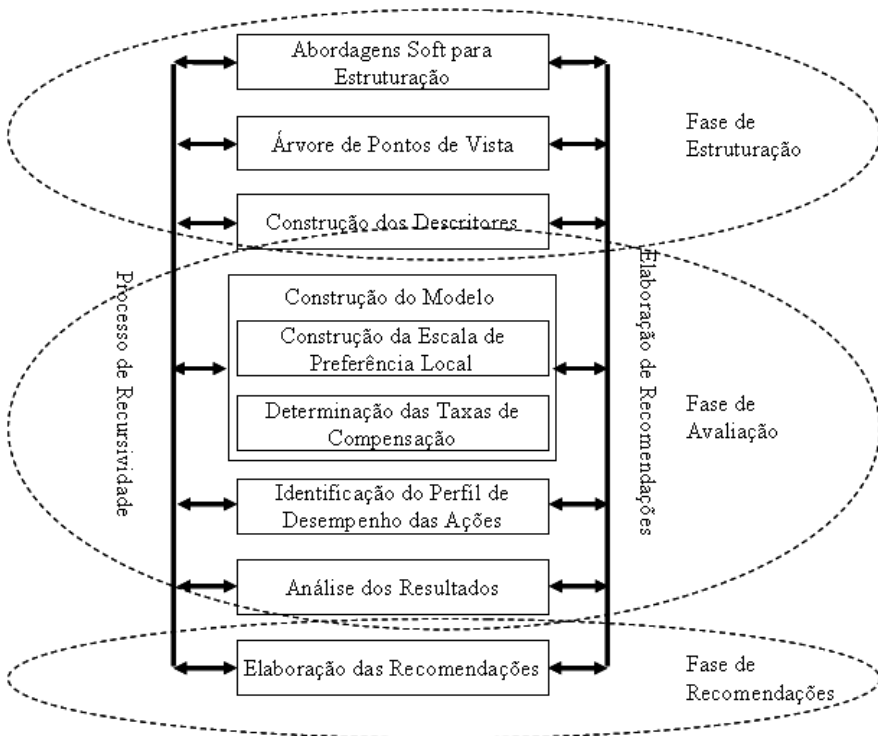 Abordagens Soft para
Estruturação
Árvore de Pontos de Vista
Fase de
Estruturação
Construção dos Descritores
Processo de Recursividade
Elaboração de Recomendações
Construção do Modelo
Construção da Escala de
Preferência Local
Determinação das Taxas de
Compensação
Fase de
Avaliação
Identificação do Perfil de
Desempenho das Ações
Análise dos Resultados
Elaboração das Recomendações
Fase de
Recomendações